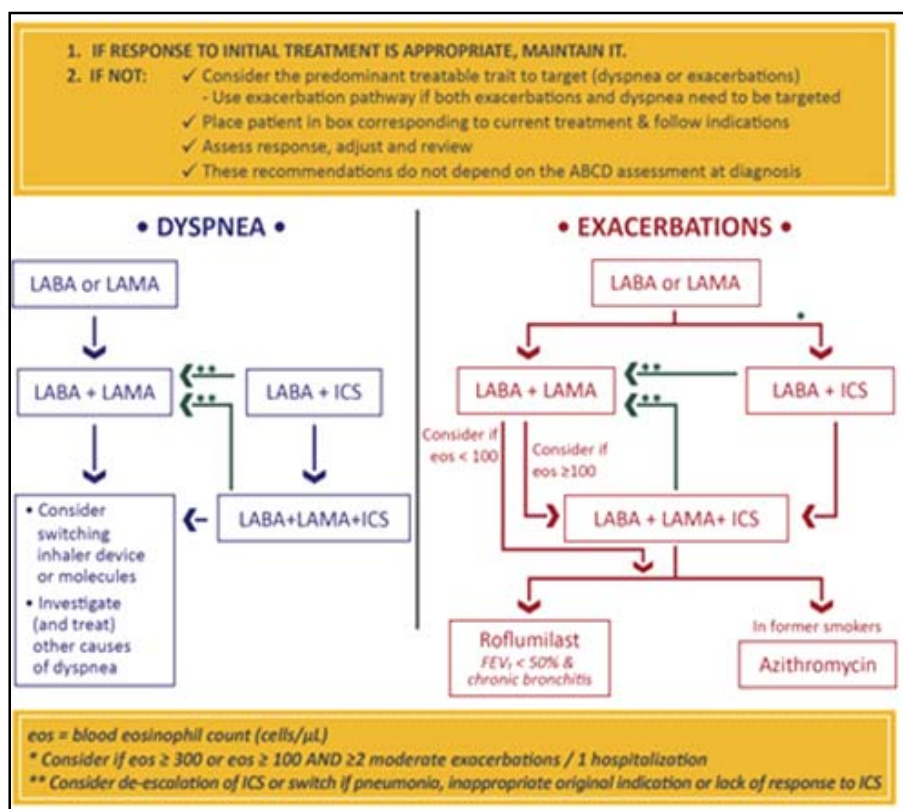 1. IF RESPONSE TO INITIAL TREATMENT IS APPROPRIATE, MAINTAIN IT.
2. IF NOT: ✓ Consider the predominant treatable trait to target (dyspnea or exacerbations)
- Use exacerbation pathway if both exacerbations and dyspnea need to be targeted
✓ Place patient in box corresponding to current treatment & follow indications
✓ Assess response, adjust and review
✓ These recommendations do not depend on the ABCD assessment at diagnosis
• DYSPNEA •
LABA or LAMA
LABA + LAMA
**
**
LABA + ICS
• Consider
switching
inhaler device
or molecules
• Investigate
(and treat)
other causes
of dyspnea
LABA+LAMA+ICS
• EXACERBATIONS •
LABA or LAMA
*
LABA + LAMA
**
**
LABA + ICS
Consider if
eos < 100
Consider if
eos ≥100
LABA + LAMA+ ICS
Roflumilast
FEV₁ < 50% &
chronic bronchitis
In former smokers
Azithromycin
eos = blood eosinophil count (cells/μL)
* Consider if eos ≥ 300 or eos ≥ 100 AND ≥2 moderate exacerbations / 1 hospitalization
** Consider de-escalation of ICS or switch if pneumonia, inappropriate original indication or lack of response to ICS